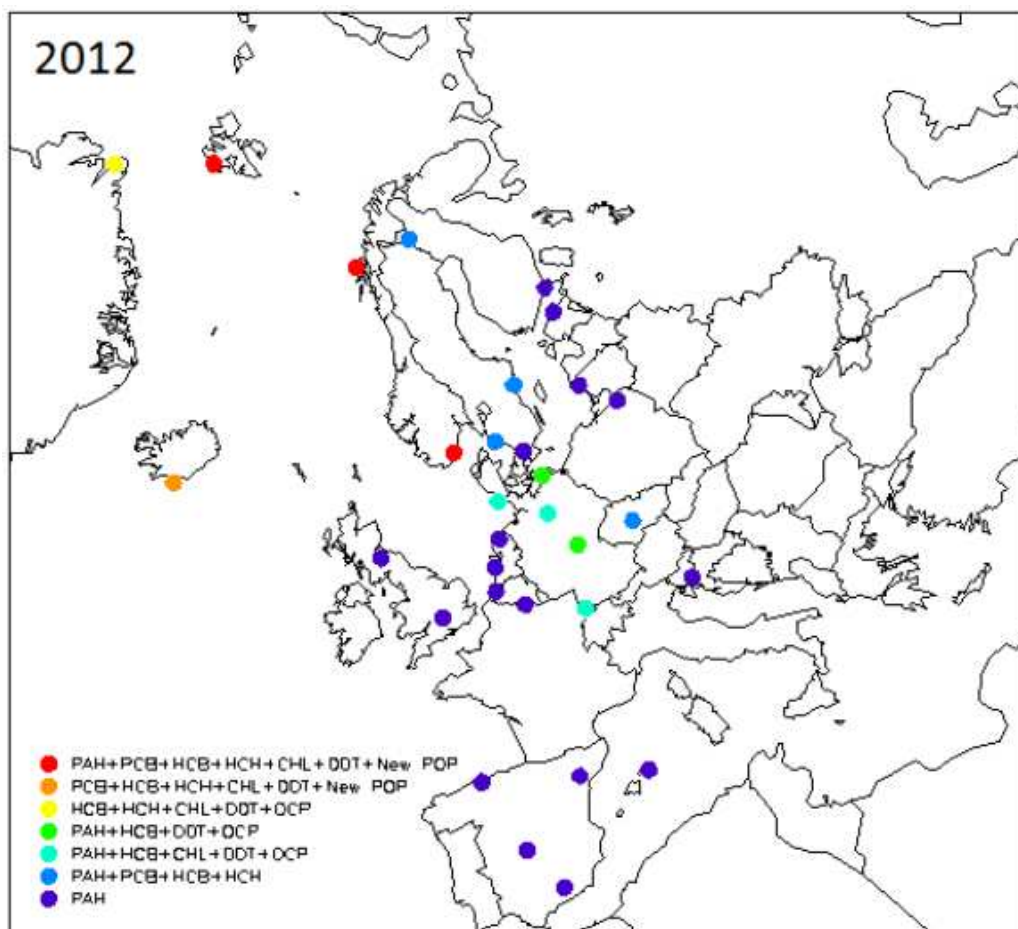 2012
PAH+PCB+HCB+HCH+CHL+DDT+New POP
PCB+HCB+HCH+CHL+DDT+New POP
HCB+HCH+CHL+DDT+OCP
PAH+HCB+DDT+OCP
PAH+HCB+CHL+DDT+OCP
PAH+PCB+HCB+HCH
PAH